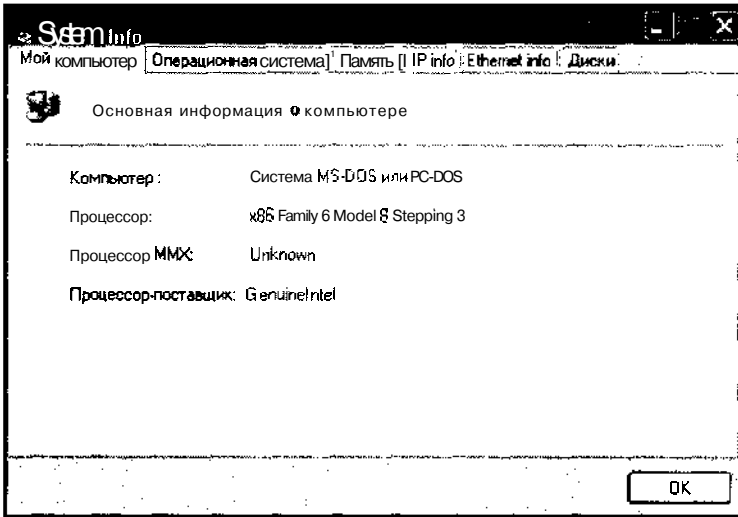 System Info
Мой компьютер Операционная система Память IP info Ethernet info Диски
Основная информация о компьютере
Компьютер: Система MS-DOS или PC-DOS
Процессор: x86 Family 6 Model 8 Stepping 3
Процессор MMX: Unknown
Процессор-поставщик: GenuineIntel
OK